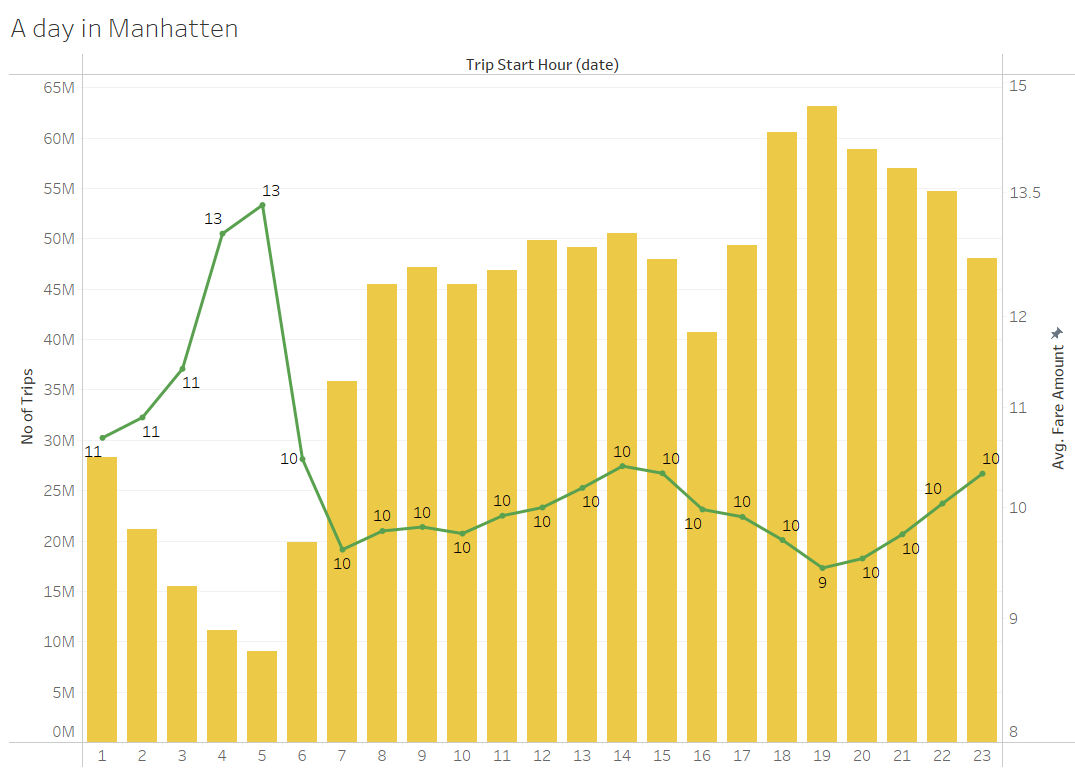 A day in Manhatten
Trip Start Hour (date)
65M
60M
55M
50M
45M
40M
35M
30M
25M
20M
15M
10M
5M
0M
No of Trips
15
13.5
12
11
10
9
8
Avg. Fare Amount
11
11
11
13
13
10
10
10
10
10
10
10
10
10
10
10
10
10
9
10
10
10
10
1 2 3 4 5 6 7 8 9 10 11 12 13 14 15 16 17 18 19 20 21 22 23